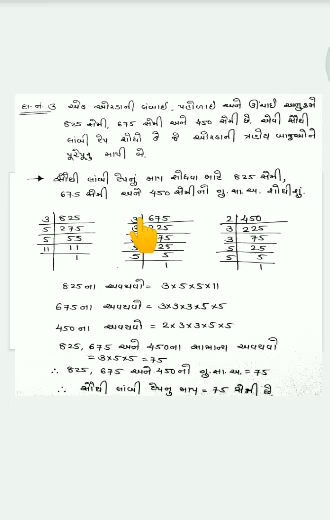 દા.ન. ૩ એક ઓરડાની લંબાઈ, પહોળાઈ અને ઊંચાઈ અનુક્રમે
825 સેમી, 675 સેમી અને 450 સેમી છે. એવી સૌથી
લાંબી ટેપ શોધો કે જે ઓરડાની ત્રણેય બાજુઓને
પૂરેપૂરૂ માપી લે.
→ સૌથી લાંબી ટેપનું માપ શોધવા માટે 825 સેમી,
675 સેમી અને 450 સેમીનો ગુ.સા.અ. શોધીશું.
3 825 3 675 2 450
5 275 3 225 3 225
5 55 75 3 75
11 11 25 5 25
1 5 5 5 5
1 1
825ના અવયવો = 3×5×5×11
675ના અવયવો = 3×3×3×5×5
450ના અવયવો = 2×3×3×5×5
825, 675 અને 450ના સામાન્ય અવયવો
= 3×5×5 = 75
∴ 825, 675 અને 450નો ગુ.સા.અ. = 75
∴ સૌથી લાંબી ટેપનું માપ = 75 સેમી છે.